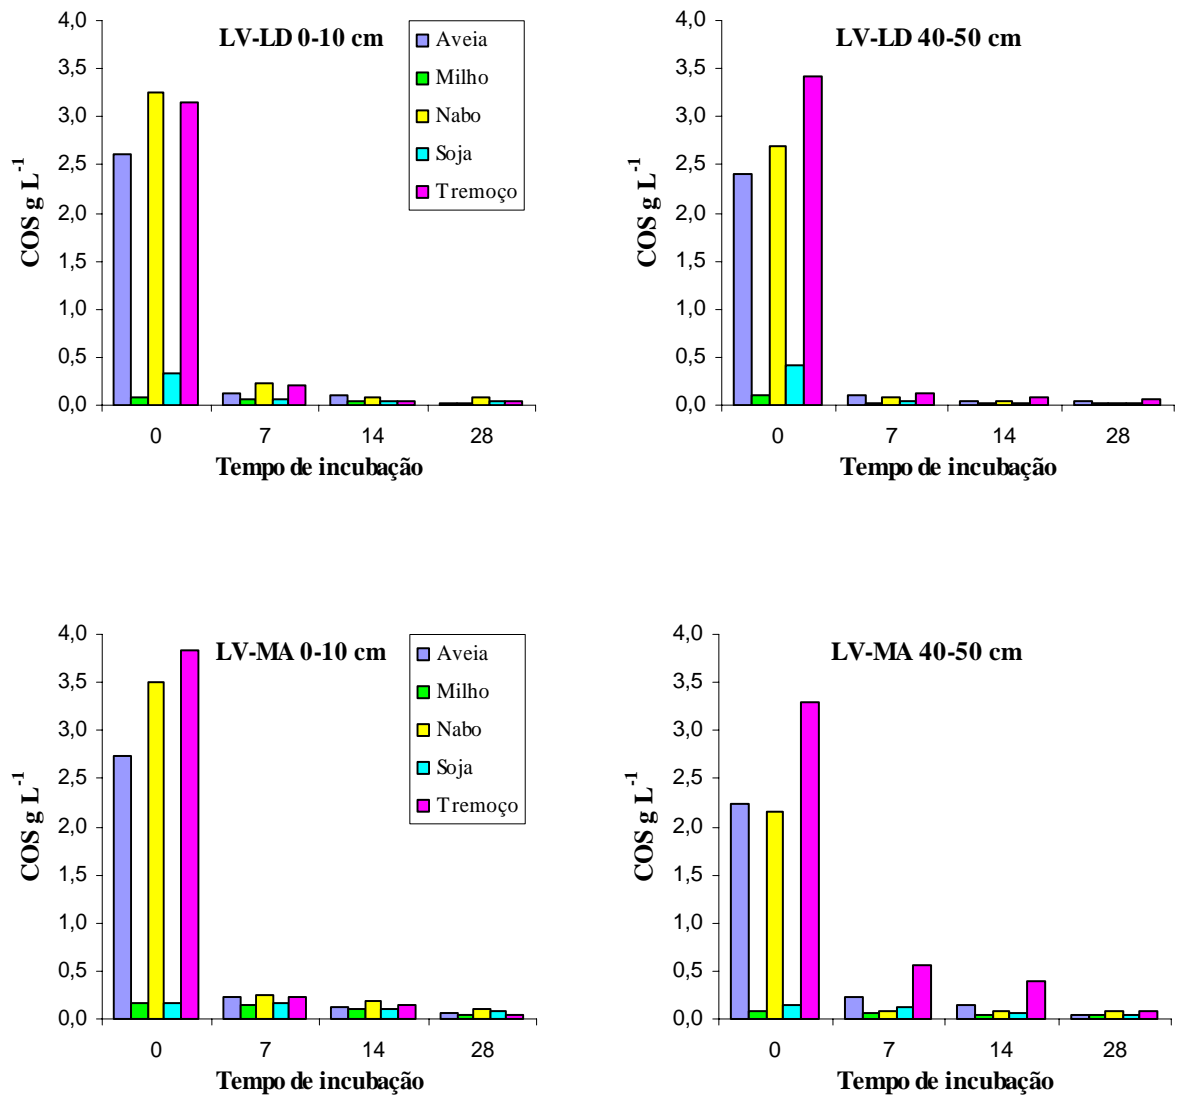 LV-LD 0-10 cm
COS g L-1
4,0
3,5
3,0
2,5
2,0
1,5
1,0
0,5
0,0
0 7 14 28
Tempo de incubação
Aveia
Milho
Nabo
Soja
Tremoço
LV-LD 40-50 cm
COS g L-1
4,0
3,5
3,0
2,5
2,0
1,5
1,0
0,5
0,0
0 7 14 28
Tempo de incubação
LV-MA 0-10 cm
COS g L-1
4,0
3,5
3,0
2,5
2,0
1,5
1,0
0,5
0,0
0 7 14 28
Tempo de incubação
Aveia
Milho
Nabo
Soja
Tremoço
LV-MA 40-50 cm
COS g L-1
4,0
3,5
3,0
2,5
2,0
1,5
1,0
0,5
0,0
0 7 14 28
Tempo de incubação